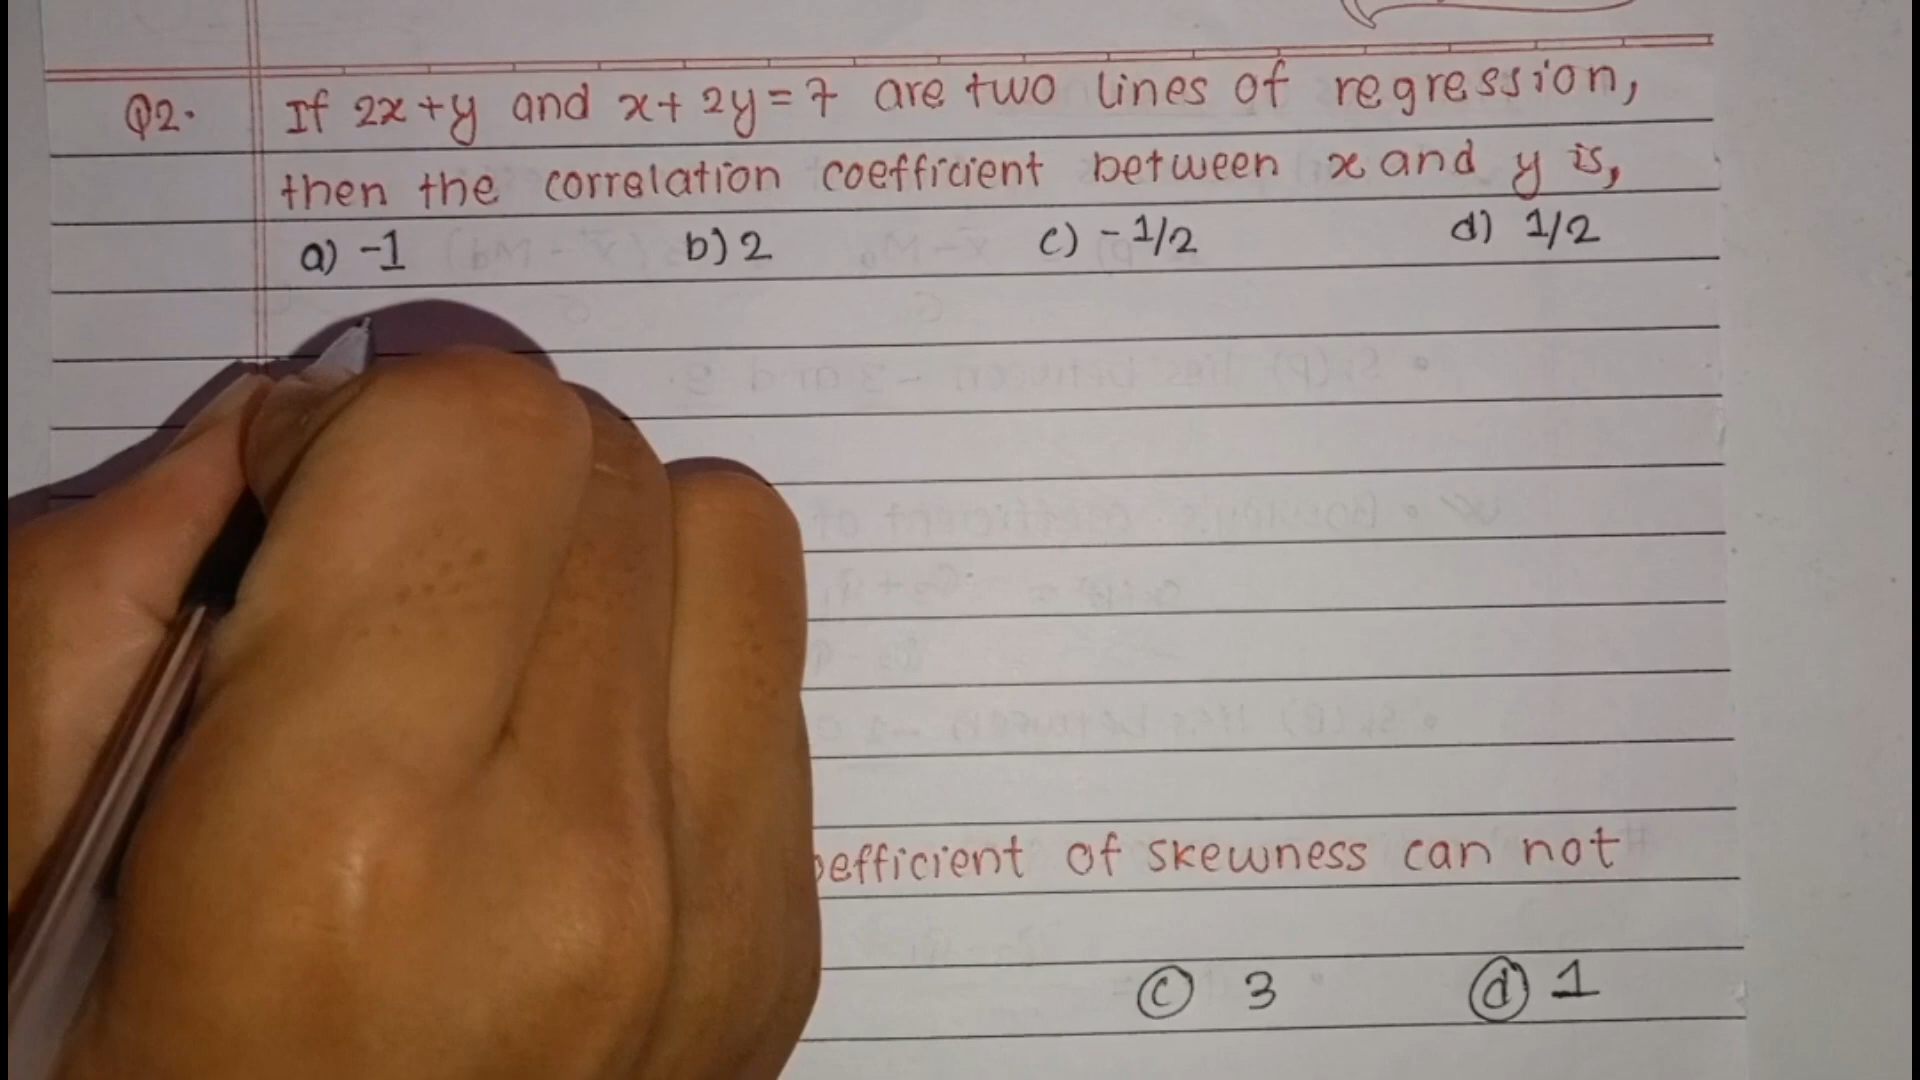 Q2. If 2x+y and x+2y=7 are two lines of regression,
then the correlation coefficient between x and y is,
a) -1 b) 2 c) -1/2 d) 1/2
efficient of skewness can not
c 3 d 1